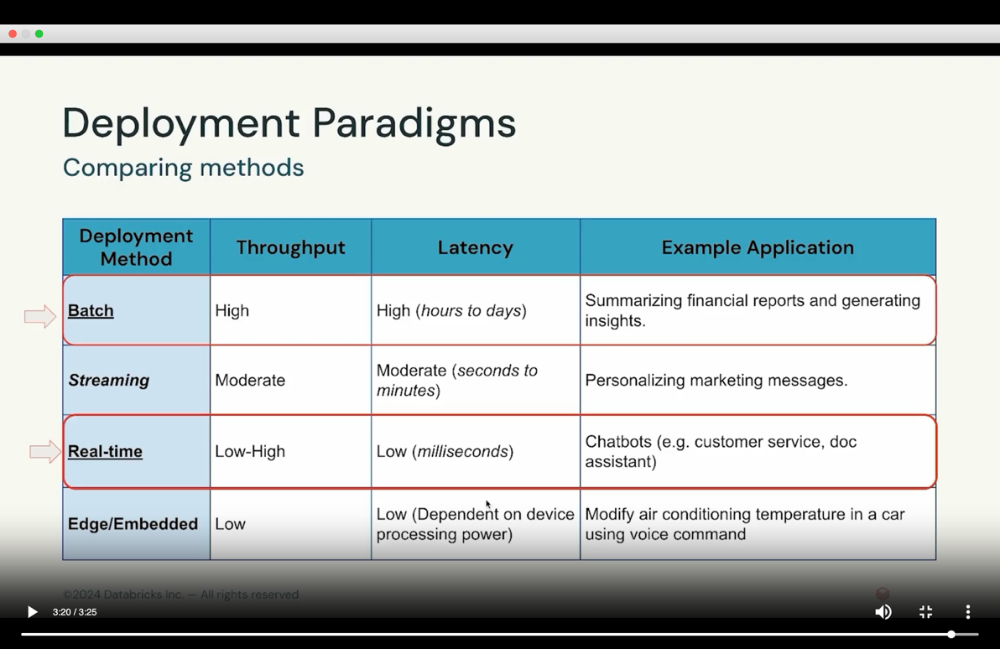 Deployment Paradigms
Comparing methods
Deployment
Method
Throughput
Latency
Example Application
Batch
High
High (hours to days)
Summarizing financial reports and generating
insights.
Streaming
Moderate
Moderate (seconds to
minutes)
Personalizing marketing messages.
Real-time
Low-High
Low (milliseconds)
Chatbots (e.g. customer service, doc
assistant)
Edge/Embedded
Low
Low (Dependent on device
processing power)
Modify air conditioning temperature in a car
using voice command
©2024 Databricks Inc. — All rights reserved
3:20 / 3:25